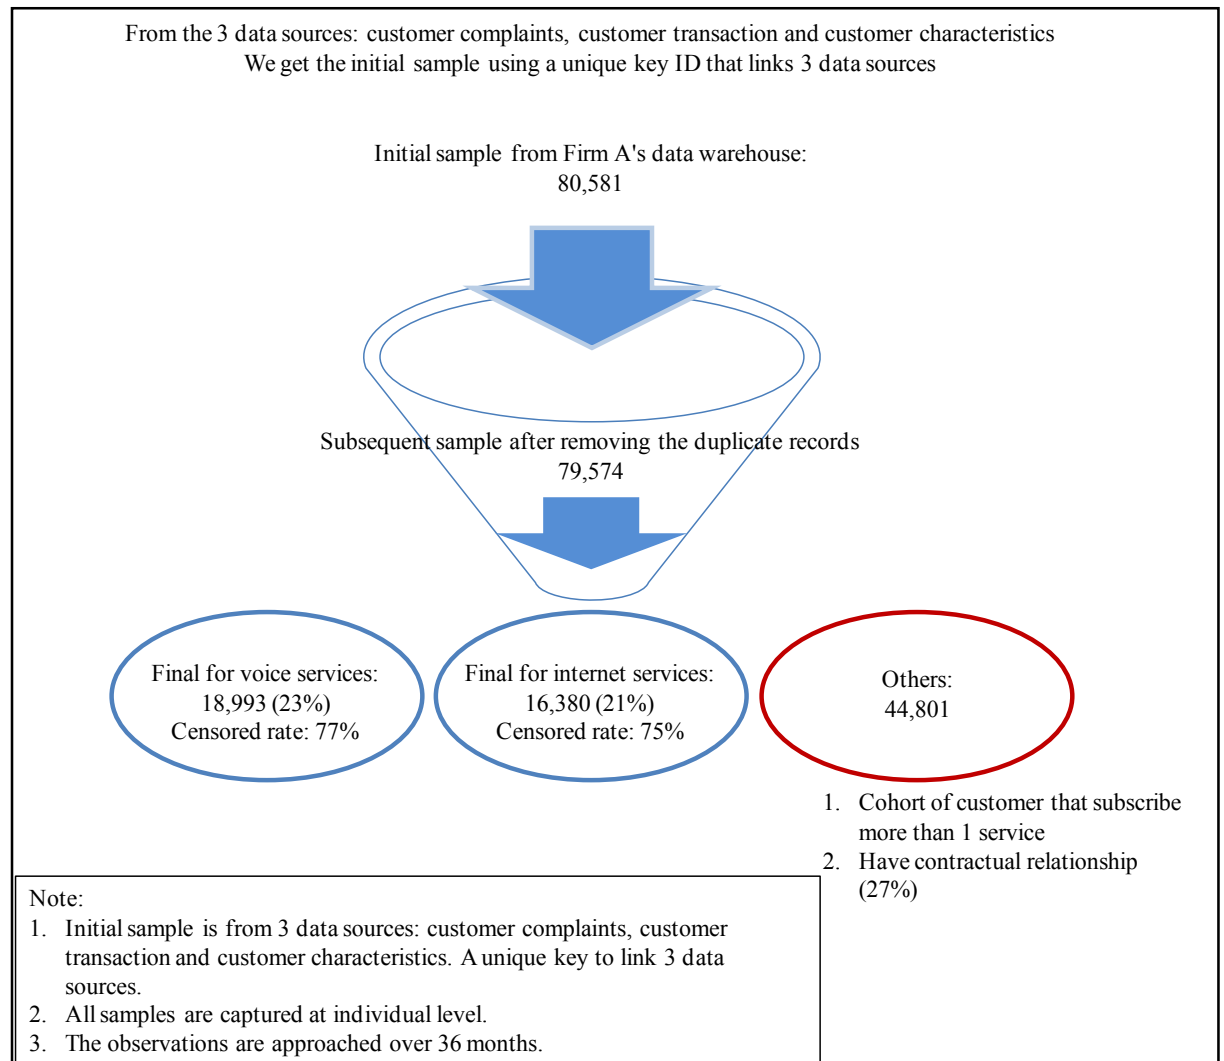 From the 3 data sources: customer complaints, customer transaction and customer characteristics
We get the initial sample using a unique key ID that links 3 data sources
Initial sample from Firm A's data warehouse:
80,581
Subsequent sample after removing the duplicate records
79,574
Final for voice services:
18,993 (23%)
Censored rate: 77%
Final for internet services:
16,380 (21%)
Censored rate: 75%
Others:
44,801
1. Cohort of customer that subscribe
more than 1 service
2. Have contractual relationship
(27%)
Note:
1. Initial sample is from 3 data sources: customer complaints, customer
transaction and customer characteristics. A unique key to link 3 data
sources.
2. All samples are captured at individual level.
3. The observations are approached over 36 months.